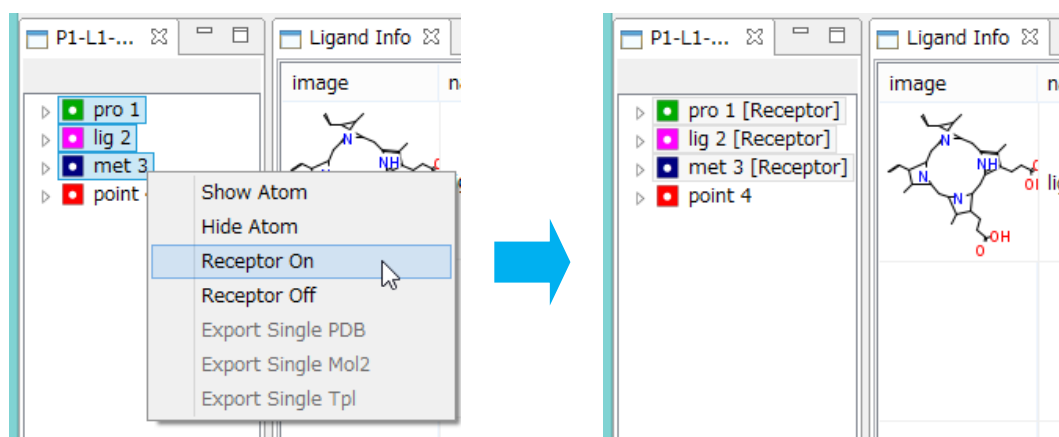 P1-L1-...
Ligand Info
image
n
pro 1
lig 2
met 3
point
N
NH
Show Atom
Hide Atom
Receptor On
Receptor Off
Export Single PDB
Export Single Mol2
Export Single Tpl
P1-L1-...
Ligand Info
image
n
pro 1 [Receptor]
lig 2 [Receptor]
met 3 [Receptor]
point 4
N
NH
N
N
OH
O
li